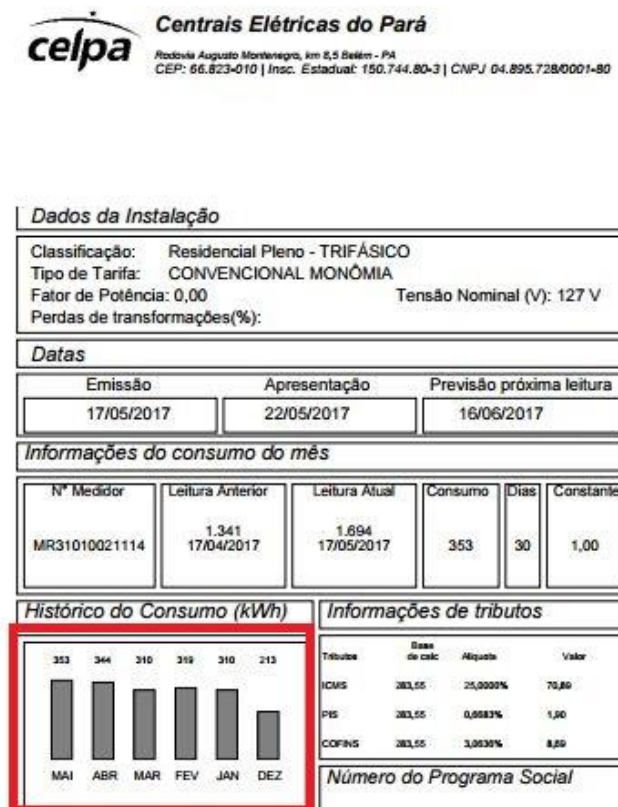 celpa
Centrais Elétricas do Pará
Rodovia Augusto Montenegro, km 8,5 Belém - PA
CEP: 66.823-010 | Insc. Estadual: 150.744.80-3 | CNPJ 04.895.728/0001-80
Dados da Instalação
Classificação: Residencial Pleno - TRIFÁSICO
Tipo de Tarifa: CONVENCIONAL MONÔMIA
Fator de Potência: 0,00 Tensão Nominal (V): 127 V
Perdas de transformações(%):
Datas
Emissão Apresentação Previsão próxima leitura
17/05/2017 22/05/2017 16/06/2017
Informações do consumo do mês
N° Medidor Leitura Anterior Leitura Atual Consumo Dias Constante
1.341 1.694
MR31010021114 17/04/2017 17/05/2017 353 30 1,00
Histórico do Consumo (kWh) Informações de tributos
353 344 310 319 310 213
MAI ABR MAR FEV JAN DEZ
Tributos Base de calc Aliquota Valor
ICMS 283,55 25,0000% 70,89
PIS 283,55 0,6683% 1,90
COFINS 283,55 3,0636% 8,69
Número do Programa Social